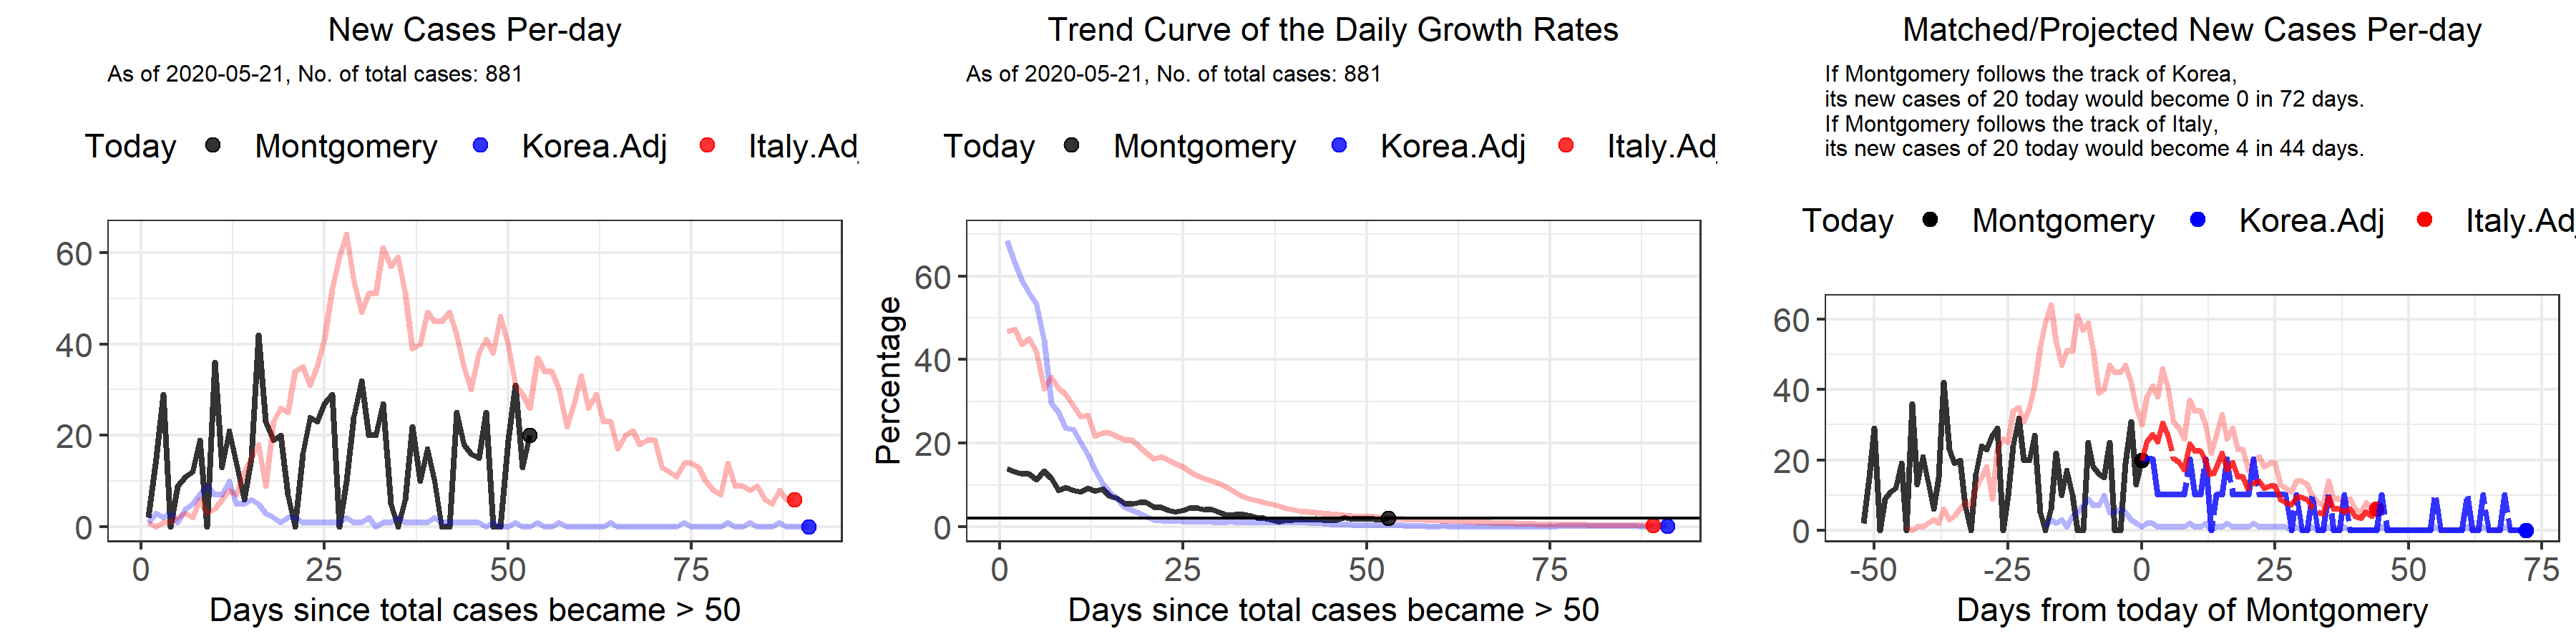 New Cases Per-day
As of 2020-05-21, No. of total cases: 881
Today Montgomery Korea.Adj Italy.Ad
60
40
20
0
0 25 50 75
Days since total cases became > 50
Trend Curve of the Daily Growth Rates
As of 2020-05-21, No. of total cases: 881
Today Montgomery Korea.Adj Italy.Ad
Percentage
60
40
20
0
0 25 50 75
Days since total cases became > 50
Matched/Projected New Cases Per-day
If Montgomery follows the track of Korea,
its new cases of 20 today would become 0 in 72 days.
If Montgomery follows the track of Italy,
its new cases of 20 today would become 4 in 44 days.
Today Montgomery Korea.Adj Italy.Ad
60
40
20
0
-50 -25 0 25 50 75
Days from today of Montgomery